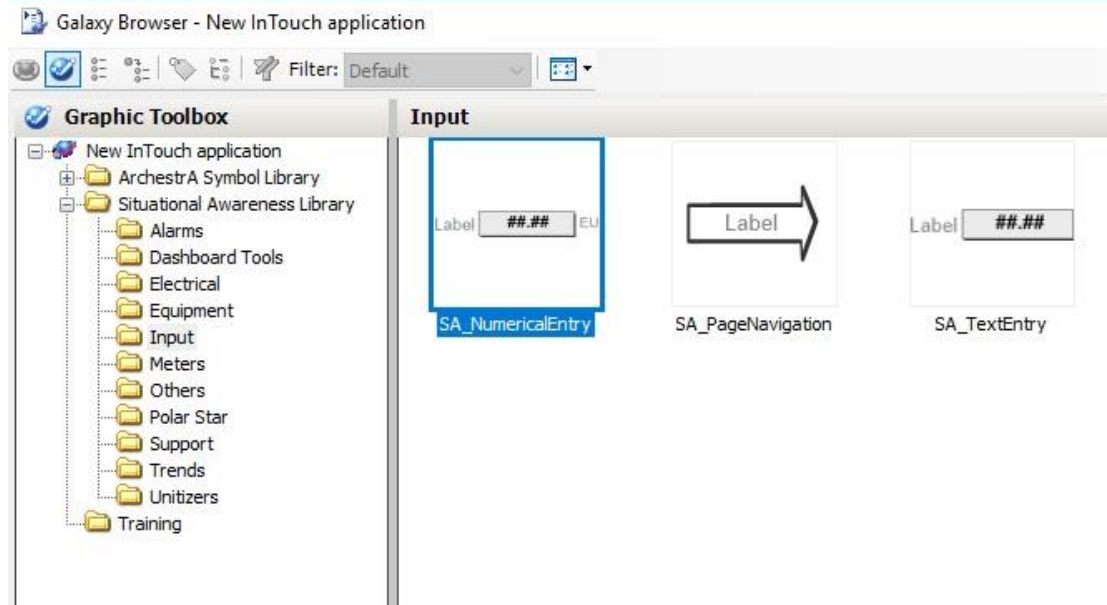 Galaxy Browser - New InTouch application
Filter: Default
Graphic Toolbox
New InTouch application
ArchestrA Symbol Library
Situational Awareness Library
Alarms
Dashboard Tools
Electrical
Equipment
Input
Meters
Others
Polar Star
Support
Trends
Unitizers
Training
Input
Label ##.## EU
SA_NumericalEntry
Label
SA_PageNavigation
Label ##.##
SA_TextEntry